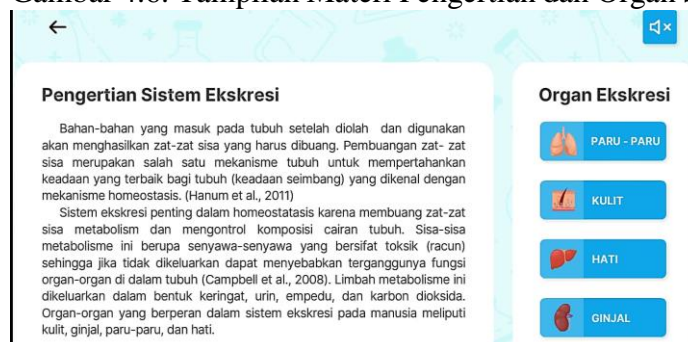 Gambar 4.6. Tampilan Materi Pengertian dan Organ
Pengertian Sistem Ekskresi
Bahan-bahan yang masuk pada tubuh setelah diolah dan digunakan
akan menghasilkan zat-zat sisa yang harus dibuang. Pembuangan zat- zat
sisa merupakan salah satu mekanisme tubuh untuk mempertahankan
keadaan yang terbaik bagi tubuh (keadaan seimbang) yang dikenal dengan
mekanisme homeostasis. (Hanum et al., 2011)
Sistem ekskresi penting dalam homeostatasis karena membuang zat-zat
sisa metabolism dan mengontrol komposisi cairan tubuh. Sisa-sisa
metabolisme ini berupa senyawa-senyawa yang bersifat toksik (racun)
sehingga jika tidak dikeluarkan dapat menyebabkan terganggunya fungsi
organ-organ di dalam tubuh (Campbell et al., 2008). Limbah metabolisme ini
dikeluarkan dalam bentuk keringat, urin, empedu, dan karbon dioksida.
Organ-organ yang berperan dalam sistem ekskresi pada manusia meliputi
kulit, ginjal, paru-paru, dan hati.
Organ Ekskresi
PARU - PARU
KULIT
HATI
GINJAL